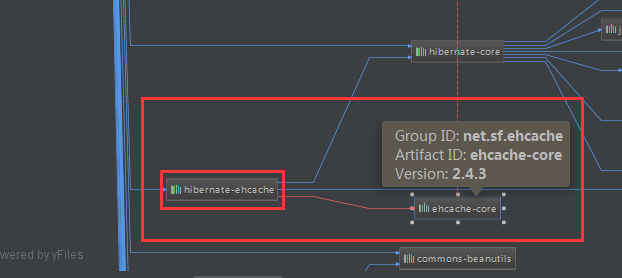 j
hibernate-core
Group ID: net.sf.ehcache
Artifact ID: ehcache-core
Version: 2.4.3
hibernate-ehcache
ehcache-core
owered by yFiles
commons-beanutils